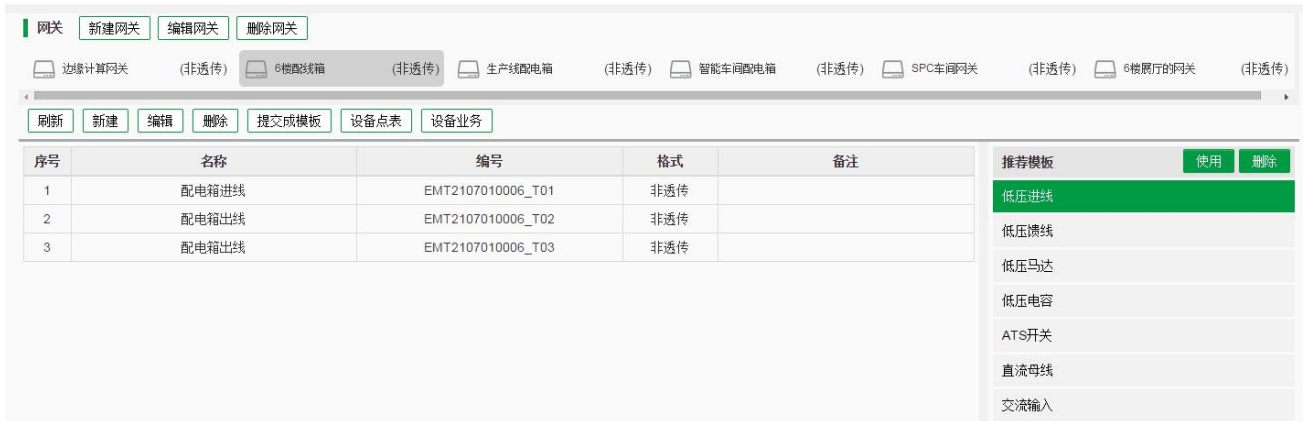 网关 新建网关 编辑网关 删除网关
边缘计算网关 (非透传) 6楼配线箱 (非透传) 生产线配电箱 (非透传) 智能车间配电箱 (非透传) SPC车间网关 (非透传) 6楼展厅的网关 (非透传)
刷新 新建 编辑 删除 提交成模板 设备点表 设备业务
序号 名称 编号 格式 备注 推荐模板 使用 删除
1 配电箱进线 EMT2107010006_T01 非透传
低压进线
2 配电箱出线 EMT2107010006_T02 非透传
低压馈线
3 配电箱出线 EMT2107010006_T03 非透传
低压马达
低压电容
ATS开关
直流母线
交流输入